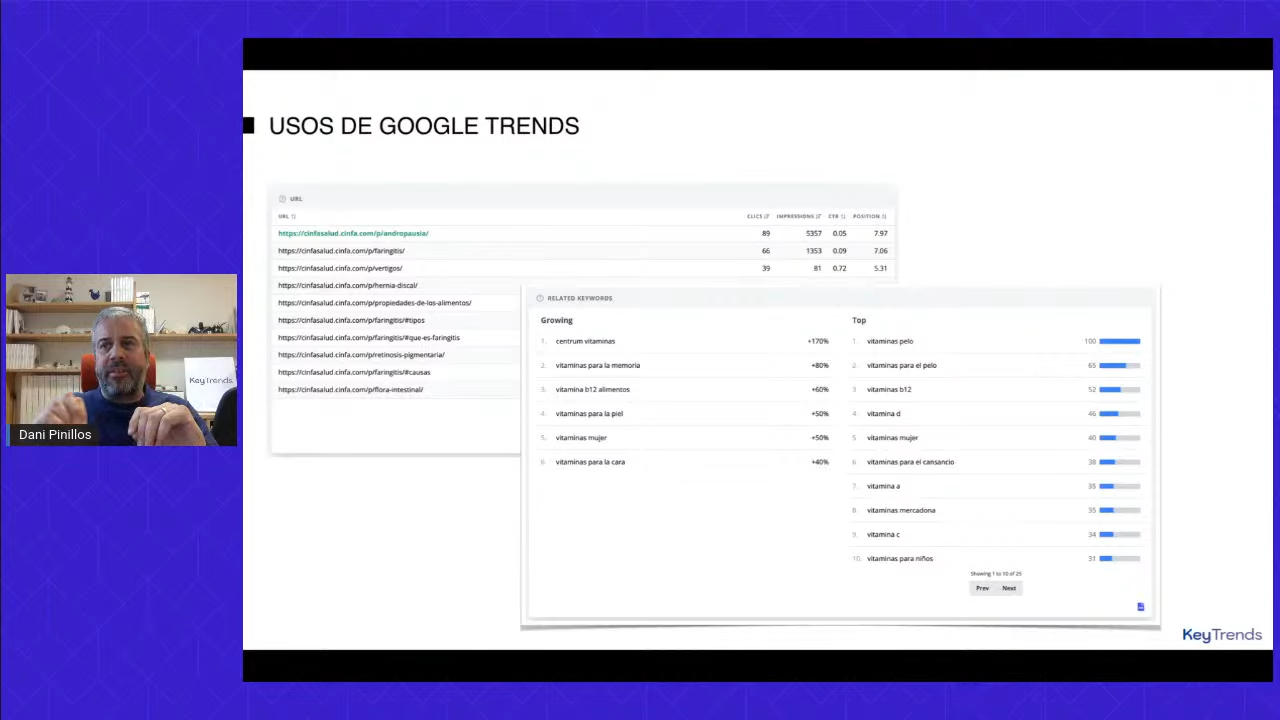 USOS DE GOOGLE TRENDS
URL
URL CLICS IMPRESSIONS CTR POSITION
https://cinfasalud.cinfa.com/p/andropausia/ 89 5357 0.05 7.97
https://cinfasalud.cinfa.com/p/faringitis/ 66 1353 0.09 7.06
https://cinfasalud.cinfa.com/p/vertigos/ 39 81 0.72 5.31
https://cinfasalud.cinfa.com/p/hernia-discal/
https://cinfasalud.cinfa.com/p/propiedades-de-los-alimentos/
https://cinfasalud.cinfa.com/p/faringitis/#tipos
https://cinfasalud.cinfa.com/p/faringitis/#que-es-faringitis
https://cinfasalud.cinfa.com/p/retinosis-pigmentaria/
https://cinfasalud.cinfa.com/p/faringitis/#causas
https://cinfasalud.cinfa.com/p/flora-intestinal/
RELATED KEYWORDS
Growing
1. centrum vitaminas +170%
2. vitaminas para la memoria +80%
3. vitamina b12 alimentos +60%
4. vitaminas para la piel +50%
5. vitaminas mujer +50%
6. vitaminas para la cara +40%
Top
1. vitaminas pelo 100
2. vitaminas para el pelo 65
3 vitaminas b12 52
4 vitamina d 46
5 vitaminas mujer 40
6 vitaminas para el cansancio 38
7. vitamina a 35
8. vitaminas mercadona 35
9. vitamina c 34
10. vitaminas para niños 31
Showing 1 to 10 of 25
Prev Next
KeyTrends
KeyTrends.
Dani Pinillos